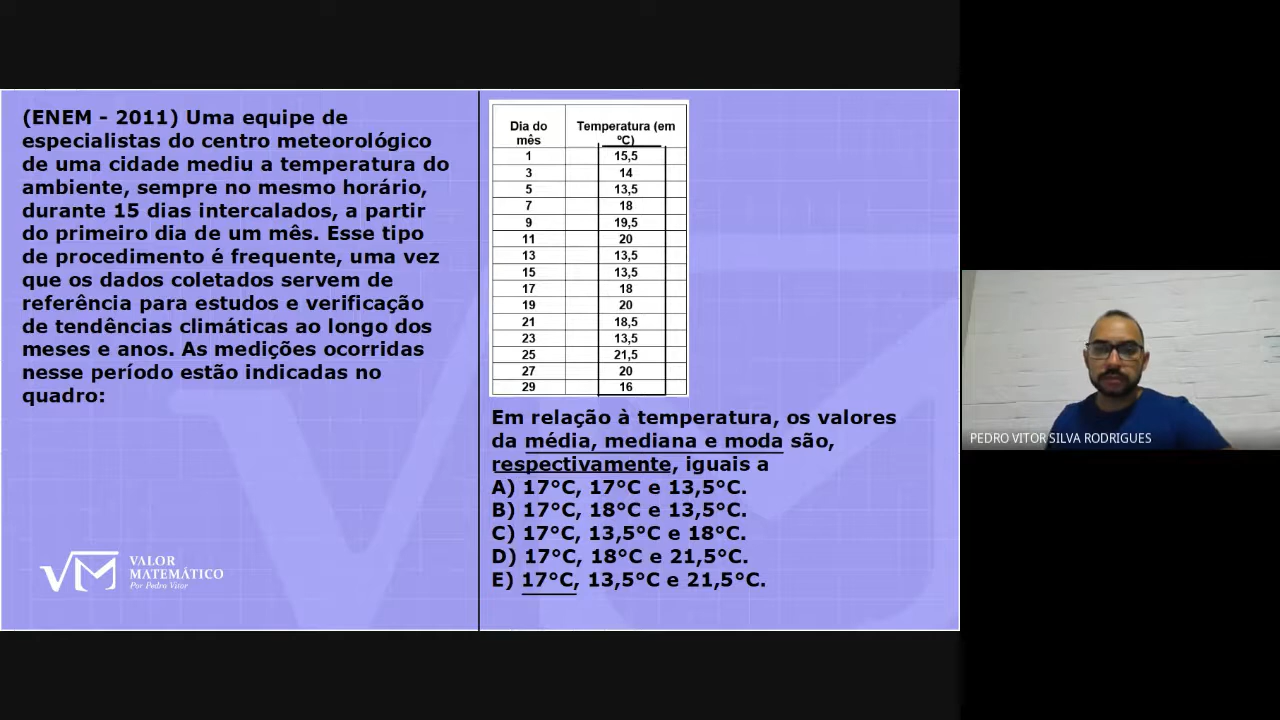 (ENEM - 2011) Uma equipe de
especialistas do centro meteorológico
de uma cidade mediu a temperatura do
ambiente, sempre no mesmo horário,
durante 15 dias intercalados, a partir
do primeiro dia de um mês. Esse tipo
de procedimento é frequente, uma vez
que os dados coletados servem de
referência para estudos e verificação
de tendências climáticas ao longo dos
meses e anos. As medições ocorridas
nesse período estão indicadas no
quadro:
VM VALOR
MATEMÁTICO
Por Pedro Vitor
Dia do mês Temperatura (em ºC)
1 15,5
3 14
5 13,5
7 18
9 19,5
11 20
13 13,5
15 13,5
17 18
19 20
21 18,5
23 13,5
25 21,5
27 20
29 16
Em relação à temperatura, os valores
da média, mediana e moda são,
respectivamente, iguais a
A) 17°C, 17°C e 13,5°C.
B) 17°C, 18°C e 13,5°C.
C) 17°C, 13,5°C e 18°C.
D) 17°C, 18°C e 21,5°C.
E) 17°C, 13,5°C e 21,5°C.
PEDRO VITOR SILVA RODRIGUES